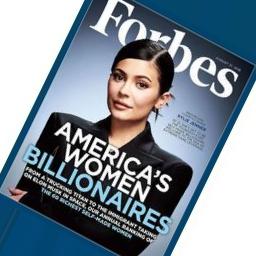 Forbes
KYLIE JENNER
AMERICA'S
WOMEN
BILLIONAIRES
FROM A TRUCKING TITAN TO THE IMMIGRANT TAKING
ON ELON MUSK IN SPACE, OUR ANNUAL RANKING OF
THE 60 RICHEST SELF-MADE WOMEN